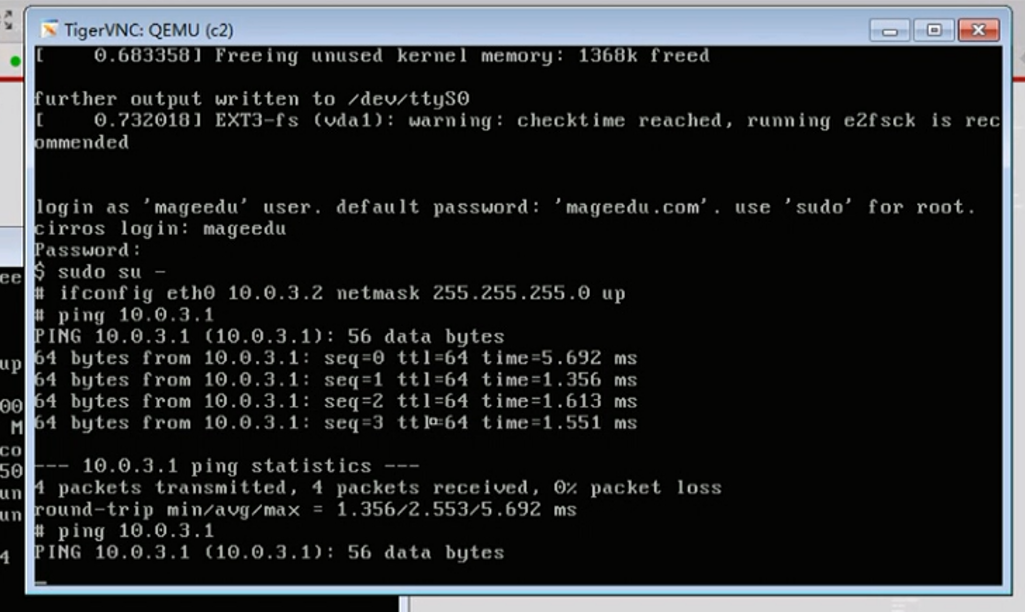 TigerVNC: QEMU (c2)
[    0.683358] Freeing unused kernel memory: 1368k freed
further output written to /dev/ttyS0
[    0.732018] EXT3-fs (vda1): warning: checktime reached, running e2fsck is rec
ommended
login as 'mageedu' user. default password: 'mageedu.com'. use 'sudo' for root.
cirros login: mageedu
Password:
$ sudo su -
# ifconfig eth0 10.0.3.2 netmask 255.255.255.0 up
# ping 10.0.3.1
PING 10.0.3.1 (10.0.3.1): 56 data bytes
64 bytes from 10.0.3.1: seq=0 ttl=64 time=5.692 ms
64 bytes from 10.0.3.1: seq=1 ttl=64 time=1.356 ms
64 bytes from 10.0.3.1: seq=2 ttl=64 time=1.613 ms
64 bytes from 10.0.3.1: seq=3 ttl=64 time=1.551 ms
--- 10.0.3.1 ping statistics ---
4 packets transmitted, 4 packets received, 0% packet loss
round-trip min/avg/max = 1.356/2.553/5.692 ms
# ping 10.0.3.1
PING 10.0.3.1 (10.0.3.1): 56 data bytes